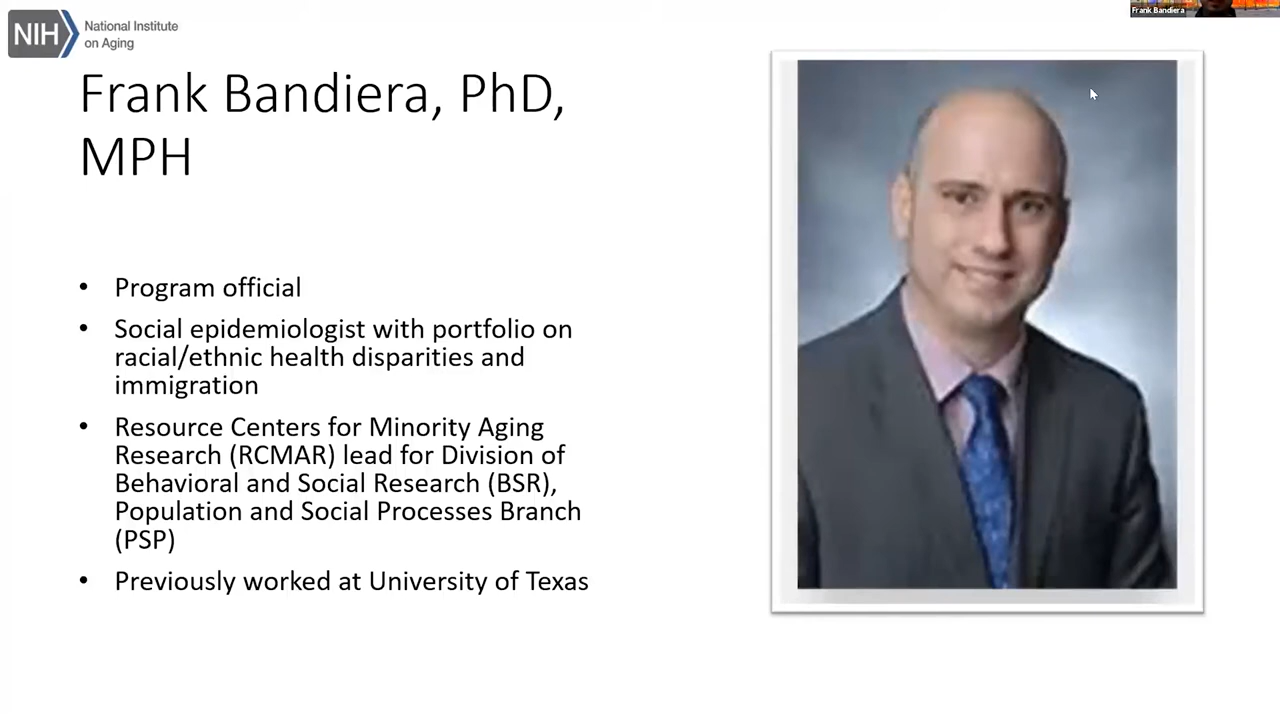 NIH
National Institute
on Aging
Frank Bandiera
Frank Bandiera, PhD,
MPH
• Program official
• Social epidemiologist with portfolio on
racial/ethnic health disparities and
immigration
• Resource Centers for Minority Aging
Research (RCMAR) lead for Division of
Behavioral and Social Research (BSR),
Population and Social Processes Branch
(PSP)
• Previously worked at University of Texas